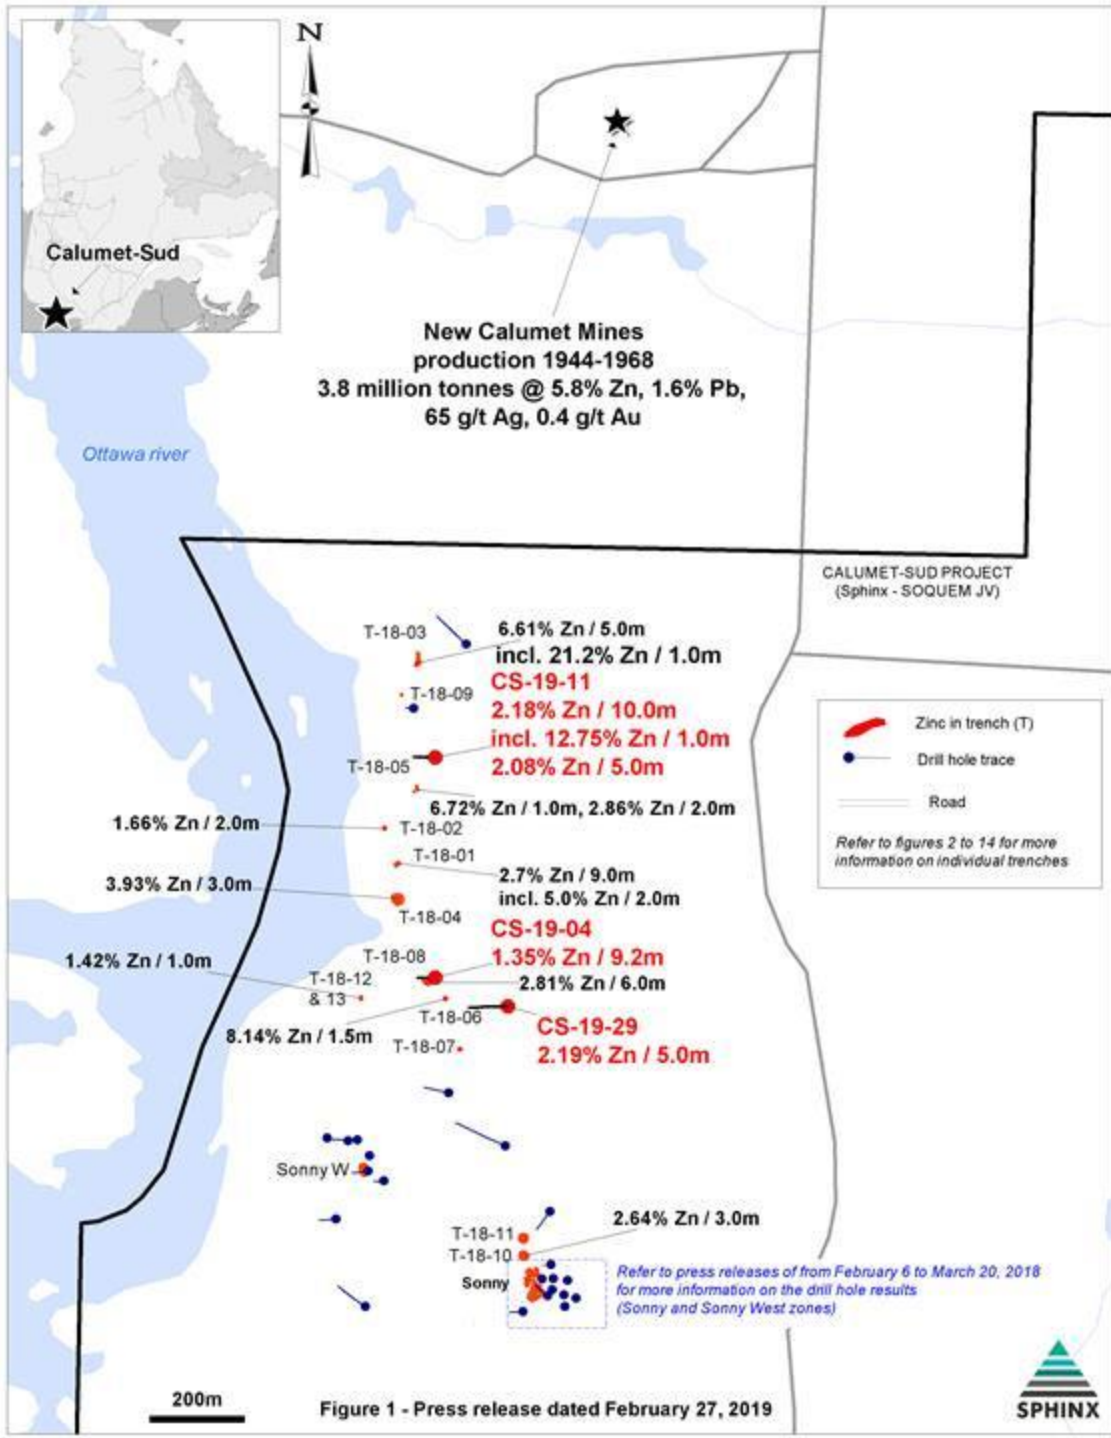 N
Calumet-Sud
New Calumet Mines
production 1944-1968
3.8 million tonnes @ 5.8% Zn, 1.6% Pb,
65 g/t Ag, 0.4 g/t Au
Ottawa river
CALUMET-SUD PROJECT
(Sphinx - SOQUEM JV)
T-18-03
6.61% Zn / 5.0m
incl. 21.2% Zn / 1.0m
T-18-09
CS-19-11
2.18% Zn / 10.0m
incl. 12.75% Zn / 1.0m
2.08% Zn / 5.0m
T-18-05
6.72% Zn / 1.0m, 2.86% Zn / 2.0m
1.66% Zn / 2.0m
T-18-02
T-18-01
2.7% Zn / 9.0m
incl. 5.0% Zn / 2.0m
3.93% Zn / 3.0m
T-18-04
CS-19-04
1.35% Zn / 9.2m
T-18-08
2.81% Zn / 6.0m
1.42% Zn / 1.0m
T-18-12
& 13
T-18-06
8.14% Zn / 1.5m
CS-19-29
2.19% Zn / 5.0m
T-18-07
Zinc in trench (T)
Drill hole trace
Road
Refer to figures 2 to 14 for more
information on individual trenches
Sonny W
2.64% Zn / 3.0m
T-18-11
T-18-10
Sonny
Refer to press releases of from February 6 to March 20, 2018
for more information on the drill hole results
(Sonny and Sonny West zones)
200m
Figure 1 - Press release dated February 27, 2019
SPHINX